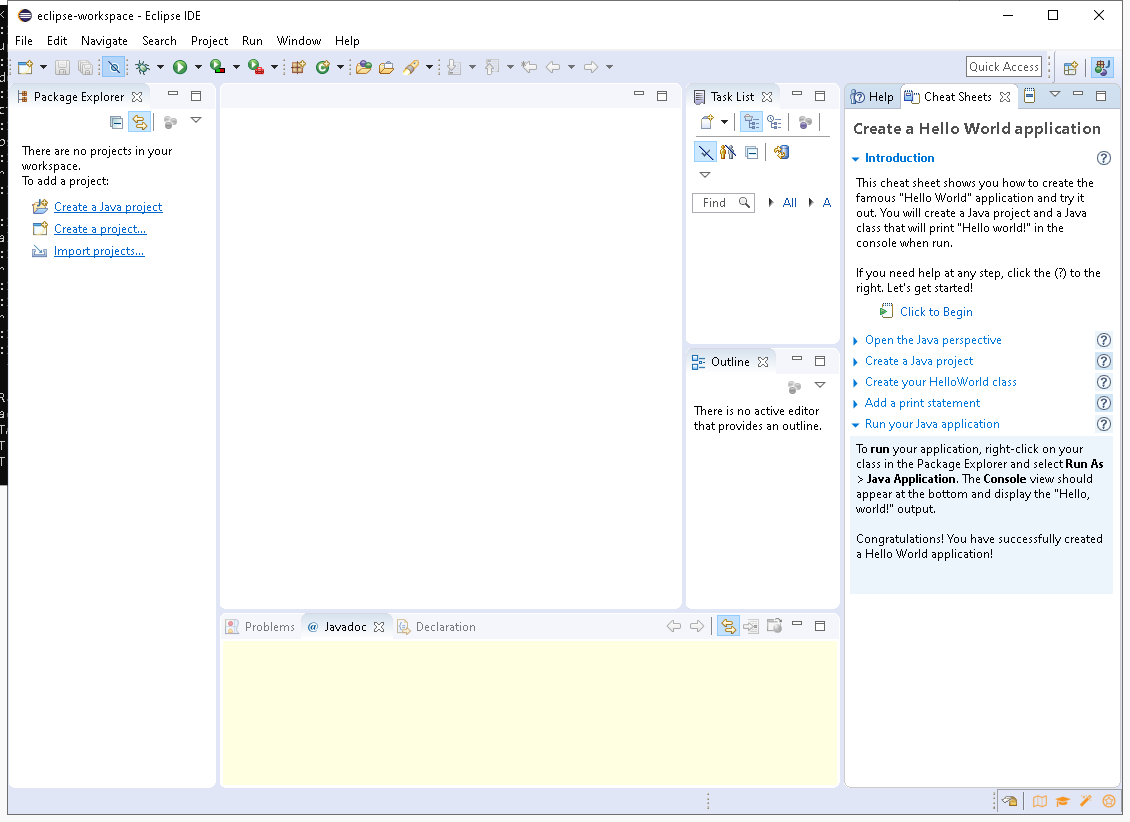 eclipse-workspace - Eclipse IDE
File Edit Navigate Search Project Run Window Help
Quick Access
Package Explorer
There are no projects in your
workspace.
To add a project:
Create a Java project
Create a project...
Import projects...
Task List
Find All A
Outline
There is no active editor
that provides an outline.
Problems @ Javadoc Declaration
Help Cheat Sheets
Create a Hello World application
Introduction
This cheat sheet shows you how to create the
famous "Hello World" application and try it
out. You will create a Java project and a Java
class that will print "Hello world!" in the
console when run.
If you need help at any step, click the (?) to the
right. Let's get started!
Click to Begin
Open the Java perspective
Create a Java project
Create your HelloWorld class
Add a print statement
Run your Java application
To run your application, right-click on your
class in the Package Explorer and select Run As
> Java Application. The Console view should
appear at the bottom and display the "Hello,
world!" output.
Congratulations! You have successfully created
a Hello World application!